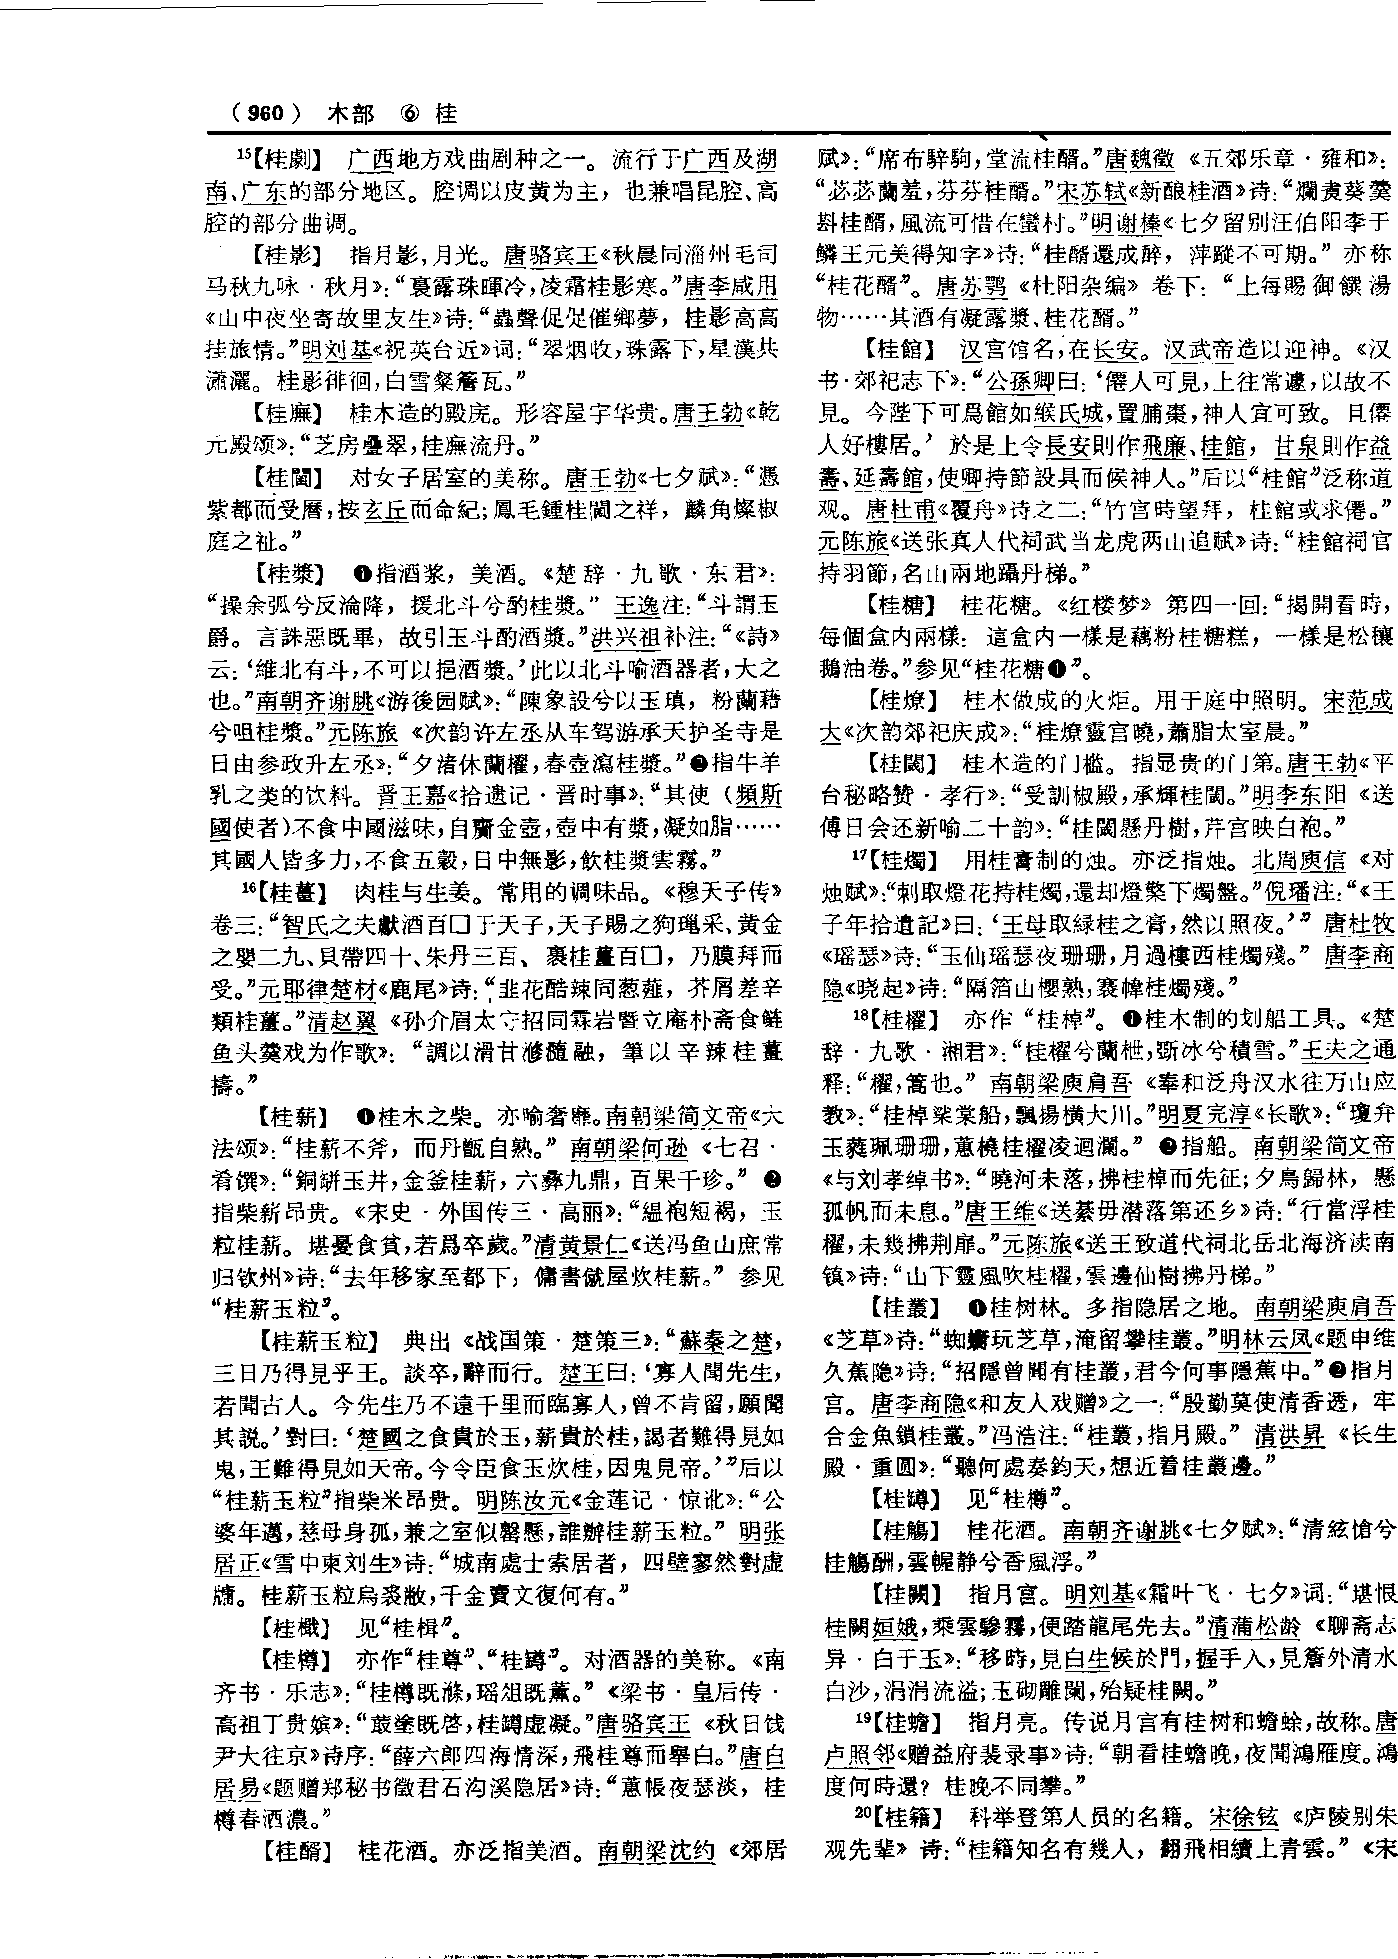 （960） 木部 ⑥ 桂
15【桂劇】 广西地方戏曲剧种之一。流行于广西及湖
南、广东的部分地区。腔调以皮黄为主，也兼唱昆腔、高
腔的部分曲调。
【桂影】 指月影，月光。唐骆宾王《秋晨同淄州毛司
马秋九咏·秋月》：“裛露珠暉冷，凌霜桂影寒。”唐李咸用
《山中夜坐寄故里友生》诗：“蟲聲促促催鄉夢，桂影高高
挂旅情。”明刘基《祝英台近》词：“翠烟收，珠露下，星漢共
瀟灑。桂影徘徊，白雪粲簷瓦。”
【桂廡】 桂木造的殿庑。形容屋宇华贵。唐王勃《乾
元殿颂》：“芝房疊翠，桂廡流丹。”
【桂閫】 对女子居室的美称。唐王勃《七夕赋》：“憑
紫都而受曆，按玄丘而命紀；鳳毛鍾桂閫之祥，麟角燦椒
庭之祉。”
【桂漿】 ❶指酒浆，美酒。《楚辞·九歌·东君》：
“操余弧兮反淪降，援北斗兮酌桂漿。”王逸注：“斗謂玉
爵。言誅惡既畢，故引玉斗酌酒漿。”洪兴祖补注：“《詩》
云：‘維北有斗，不可以挹酒漿。’此以北斗喻酒器者，大之
也。”南朝齐谢朓《游後园赋》：“陳象設兮以玉瑱，粉蘭藉
兮咀桂漿。”元陈旅《次韵许左丞从车驾游承天护圣寺是
日由参政升左丞》：“夕渚休蘭櫂，春壺瀉桂漿。”❷指牛羊
乳之类的饮料。晋王嘉《拾遗记·晋时事》：“其使（頻斯
國使者）不食中國滋味，自齎金壺，壺中有漿，凝如脂……
其國人皆多力，不食五穀，日中無影，飲桂漿雲霧。”
16【桂薑】 肉桂与生姜。常用的调味品。《穆天子传》
卷三：“智氏之夫獻酒百囗于天子，天子賜之狗𤧛采、黄金
之嬰二九、貝帶四十、朱丹三百、裹桂薑百囗，乃膜拜而
受。”元耶律楚材《鹿尾》诗：“韭花酷辣同葱薤，芥屑差辛
類桂薑。”清赵翼《孙介眉太守招同霖岩暨立庵朴斋食鲢
鱼头羹戏为作歌》：“調以滑甘滫隨融，筆以辛辣桂薑
擣。”
【桂薪】 ❶桂木之柴。亦喻奢靡。南朝梁简文帝《大
法颂》：“桂薪不斧，而丹甑自熟。”南朝梁何逊《七召·
肴馔》：“銅缾玉井，金釜桂薪，六彝九鼎，百果千珍。”❷
指柴薪昂贵。《宋史·外国传三·高丽》：“緼袍短褐，玉
粒桂薪。堪憂食貧，若爲卒歲。”清黄景仁《送冯鱼山庶常
归钦州》诗：“去年移家至都下，傭書僦屋炊桂薪。”参见
“桂薪玉粒”。
【桂薪玉粒】 典出《战国策·楚策三》：“蘇秦之楚，
三日乃得見乎王。談卒，辭而行。楚王曰：‘寡人聞先生，
若聞古人。今先生乃不遠千里而臨寡人，曾不肯留，願聞
其説。’對曰：‘楚國之食貴於玉，薪貴於桂，謁者難得見如
鬼，王難得見如天帝。今令臣食玉炊桂，因鬼見帝。’”后以
“桂薪玉粒”指柴米昂贵。明陈汝元《金莲记·惊讹》：“公
婆年邁，慈母身孤，兼之室似罄懸，誰辦桂薪玉粒。”明张
居正《雪中柬刘生》诗：“城南處士索居者，四壁寥然對虚
牖。桂薪玉粒烏裘敝，千金賣文復何有。”
【桂檝】 见“桂楫”。
【桂樽】 亦作“桂尊”、“桂罇”。对酒器的美称。《南
齐书·乐志》：“桂樽既滌，瑶俎既薰。”《梁书·皇后传·
高祖丁贵嫔》：“菆塗既啓，桂罇虚凝。”唐骆宾王《秋日饯
尹大往京》诗序：“薛六郎四海情深，飛桂尊而舉白。”唐白
居易《题赠郑秘书徵君石沟溪隐居》诗：“蕙帳夜瑟淡，桂
樽春酒濃。”
【桂醑】 桂花酒。亦泛指美酒。南朝梁沈约《郊居
赋》：“席布騂駒，堂流桂醑。”唐魏徵《五郊乐章·雍和》：
“苾苾蘭羞，芬芬桂醑。”宋苏轼《新酿桂酒》诗：“爛煮葵羹
斟桂醑，風流可惜在蠻村。”明谢榛《七夕留别汪伯阳李于
鳞王元美得知字》诗：“桂醑還成醉，萍蹤不可期。”亦称
“桂花醑”。唐苏鹗《杜阳杂编》卷下：“上每賜御饌湯
物……其酒有凝露漿、桂花醑。”
【桂館】 汉宫馆名，在长安。汉武帝造以迎神。《汉
书·郊祀志下》：“公孫卿曰：‘僊人可見，上往常遽，以故不
見。今陛下可爲館如緱氏城，置脯棗，神人宜可致。且僊
人好樓居。’於是上令長安則作飛廉、桂館，甘泉則作益
壽、延壽館，使卿持節設具而候神人。”后以“桂館”泛称道
观。唐杜甫《覆舟》诗之二：“竹宫時望拜，桂館或求僊。”
元陈旅《送张真人代祠武当龙虎两山追赋》诗：“桂館祠官
持羽節，名山兩地躡丹梯。”
【桂糖】 桂花糖。《红楼梦》第四一回：“揭開看時，
每個盒内兩樣：這盒内一樣是藕粉桂糖糕，一樣是松穰
鵝油卷。”参见“桂花糖❶”。
【桂燎】 桂木做成的火炬。用于庭中照明。宋范成
大《次韵郊祀庆成》：“桂燎靈宫曉，蕭脂太室晨。”
【桂閾】 桂木造的门槛。指显贵的门第。唐王勃《平
台秘略赞·孝行》：“受訓椒殿，承輝桂閾。”明李东阳《送
傅日会还新喻二十韵》：“桂閾懸丹樹，芹宫映白袍。”
17【桂燭】 用桂膏制的烛。亦泛指烛。北周庾信《对
烛赋》：“刺取燈花持桂燭，還却燈檠下燭盤。”倪璠注：“《王
子年拾遺記》曰：‘王母取緑桂之膏，然以照夜。’”唐杜牧
《瑶瑟》诗：“玉仙瑶瑟夜珊珊，月過樓西桂燭殘。”唐李商
隐《晓起》诗：“隔箔山櫻熟，褰幃桂燭殘。”
18【桂櫂】 亦作“桂棹”。❶桂木制的划船工具。《楚
辞·九歌·湘君》：“桂櫂兮蘭枻，斲冰兮積雪。”王夫之通
释：“櫂，篙也。”南朝梁庾肩吾《奉和泛舟汉水往万山应
教》：“桂棹棠棠船，飄揚横大川。”明夏完淳《长歌》：“瓊弁
玉蕤珮珊珊，蕙橈桂櫂凌迴瀾。”❷指船。南朝梁简文帝
《与刘孝绰书》：“曉河未落，拂桂棹而先征；夕鳥歸林，懸
孤帆而未息。”唐王维《送綦毋潜落第还乡》诗：“行當浮桂
櫂，未幾拂荆扉。”元陈旅《送王致道代祠北岳北海济渎南
镇》诗：“山下靈風吹桂櫂，雲邊仙樹拂丹梯。”
【桂叢】 ❶桂树林。多指隐居之地。南朝梁庾肩吾
《芝草》诗：“蜘蟵玩芝草，淹留攀桂叢。”明林云凤《题申维
久蕉隐》诗：“招隱曾聞有桂叢，君今何事隱蕉中。”❷指月
宫。唐李商隐《和友人戏赠》之一：“殷勤莫使清香透，牢
合金魚鎖桂叢。”冯浩注：“桂叢，指月殿。”清洪昇《长生
殿·重圆》：“聽何處奏鈞天，想近着桂叢邊。”
【桂罇】 见“桂樽”。
【桂觴】 桂花酒。南朝齐谢朓《七夕赋》：“清絃愴兮
桂觴酬，雲幄静兮香風浮。”
【桂闕】 指月宫。明刘基《霜叶飞·七夕》词：“堪恨
桂闕姮娥，乘雲驂霧，便踏龍尾先去。”清蒲松龄《聊斋志
异·白于玉》：“移時，見白生候於門，握手入，見簷外清水
白沙，涓涓流溢；玉砌雕闌，殆疑桂闕。”
19【桂蟾】 指月亮。传说月宫有桂树和蟾蜍，故称。唐
卢照邻《赠益府裴录事》诗：“朝看桂蟾晚，夜聞鴻雁度。鴻
度何時還？桂晚不同攀。”
20【桂籍】 科举登第人员的名籍。宋徐铉《庐陵别朱
观先辈》诗：“桂籍知名有幾人，翻飛相續上青雲。”《宋